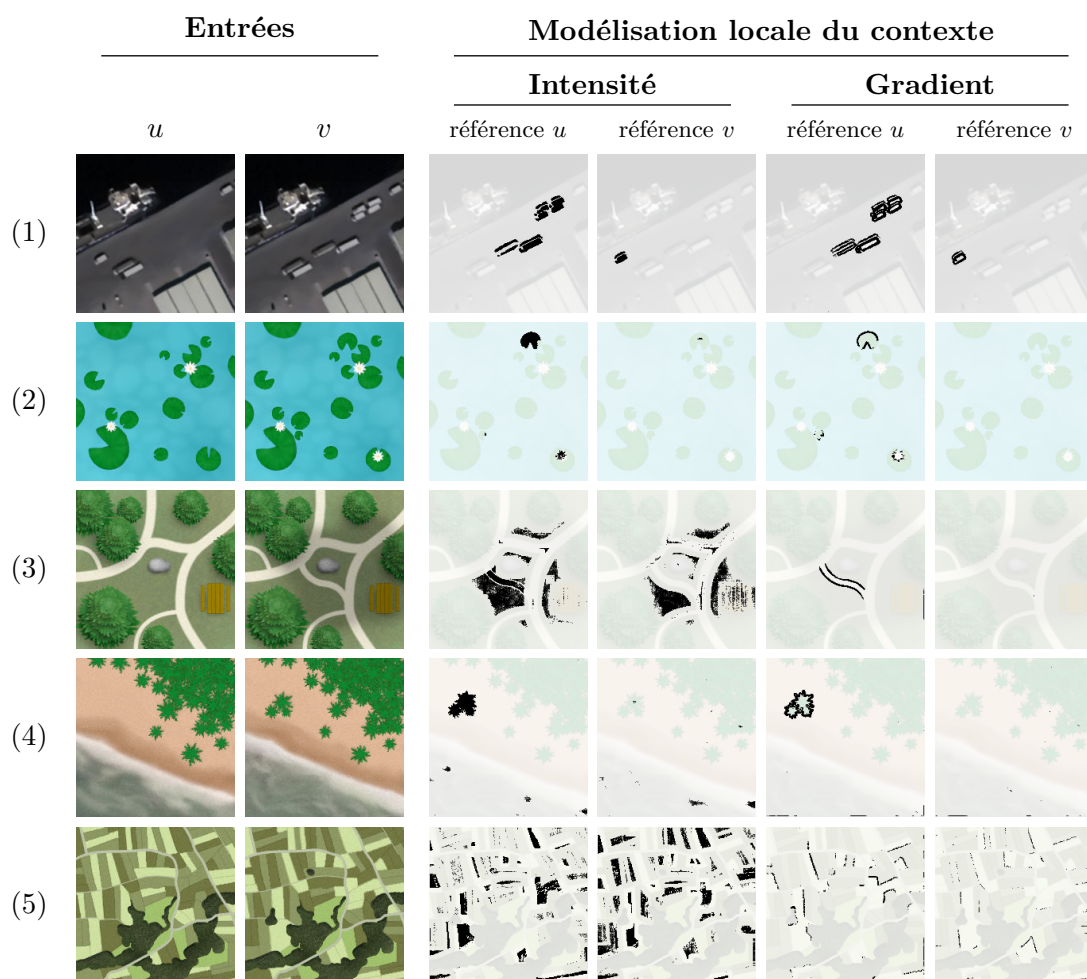 Entrées Modélisation locale du contexte
Intensité Gradient
u v référence u référence v référence u référence v
(1)
(2)
(3)
(4)
(5)